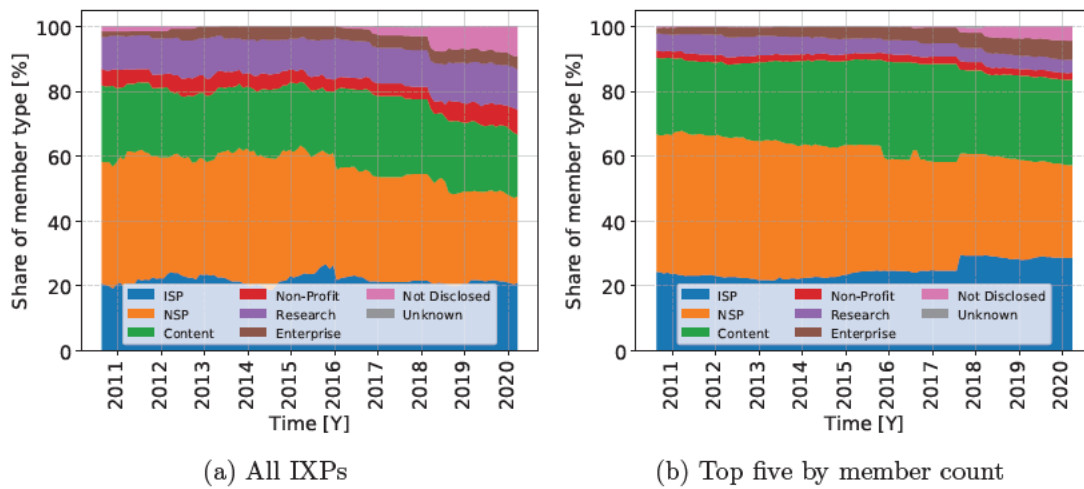 100
80
60
40
20
0
Share of member type [%]
ISP
NSP
Content
Non-Profit
Research
Enterprise
Not Disclosed
Unknown
2011 2012 2013 2014 2015 2016 2017 2018 2019 2020
Time [Y]
(a) All IXPs
100
80
60
40
20
0
Share of member type [%]
ISP
NSP
Content
Non-Profit
Research
Enterprise
Not Disclosed
Unknown
2011 2012 2013 2014 2015 2016 2017 2018 2019 2020
Time [Y]
(b) Top five by member count